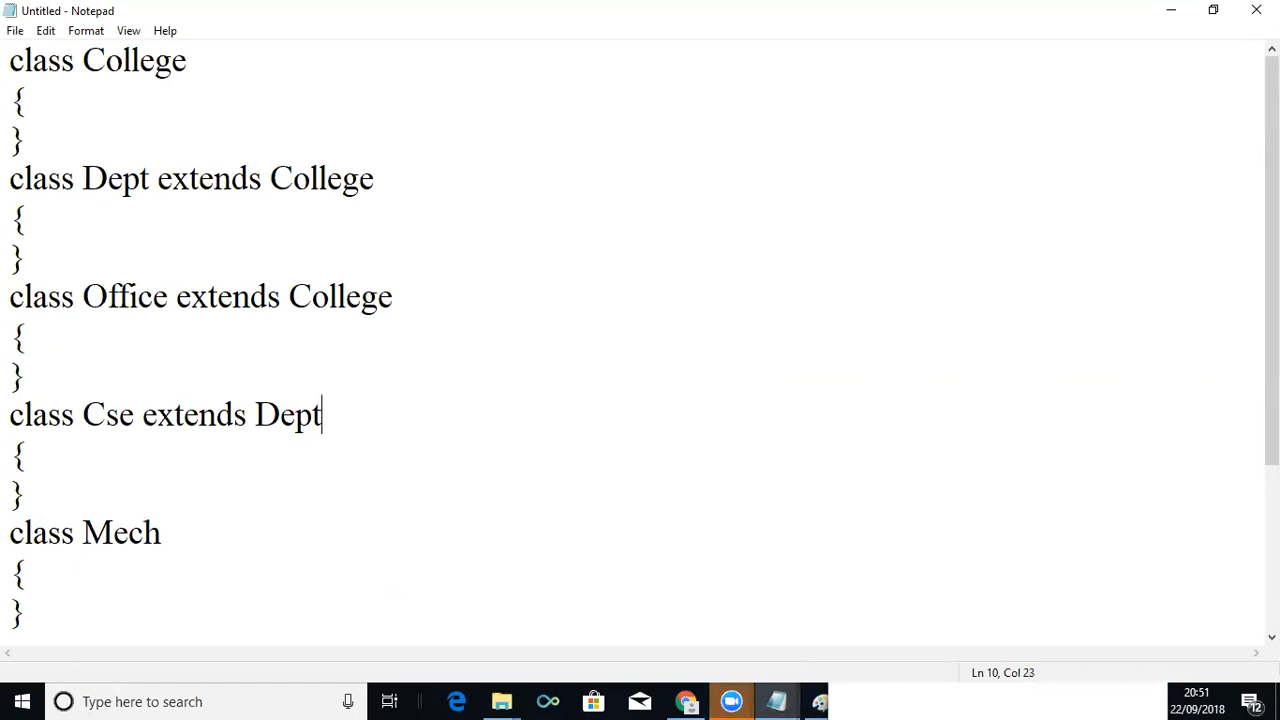 Untitled - Notepad
File Edit Format View Help
class College
{
}
class Dept extends College
{
}
class Office extends College
{
}
class Cse extends Dept
{
}
class Mech
{
}
Ln 10, Col 23
Type here to search
20:51
22/09/2018
12